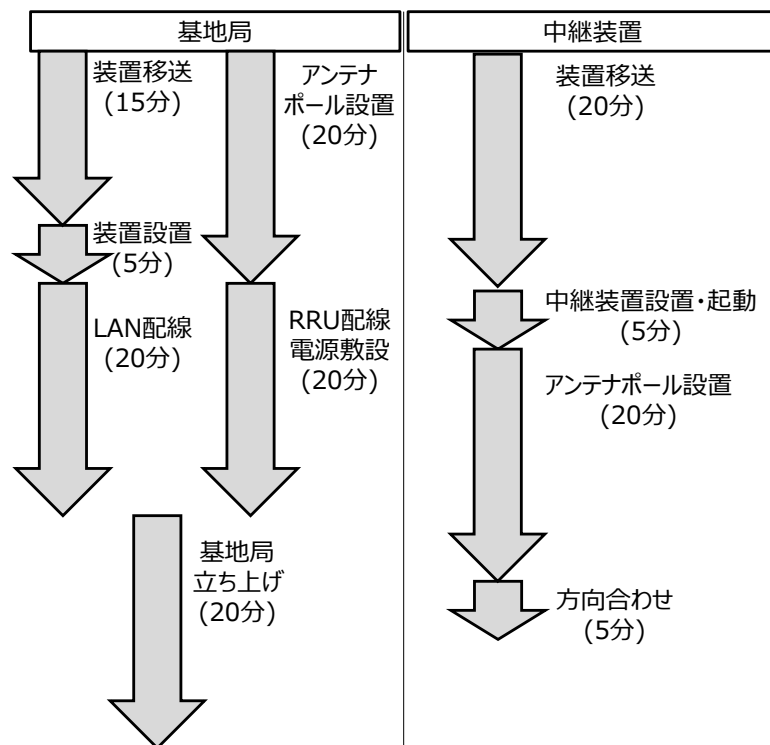 基地局
装置移送
(15分)
アンテナ
ポール設置
(20分)
装置設置
(5分)
LAN配線
(20分)
RRU配線
電源敷設
(20分)
基地局
立ち上げ
(20分)
中継装置
装置移送
(20分)
中継装置設置・起動
(5分)
アンテナポール設置
(20分)
方向合わせ
(5分)